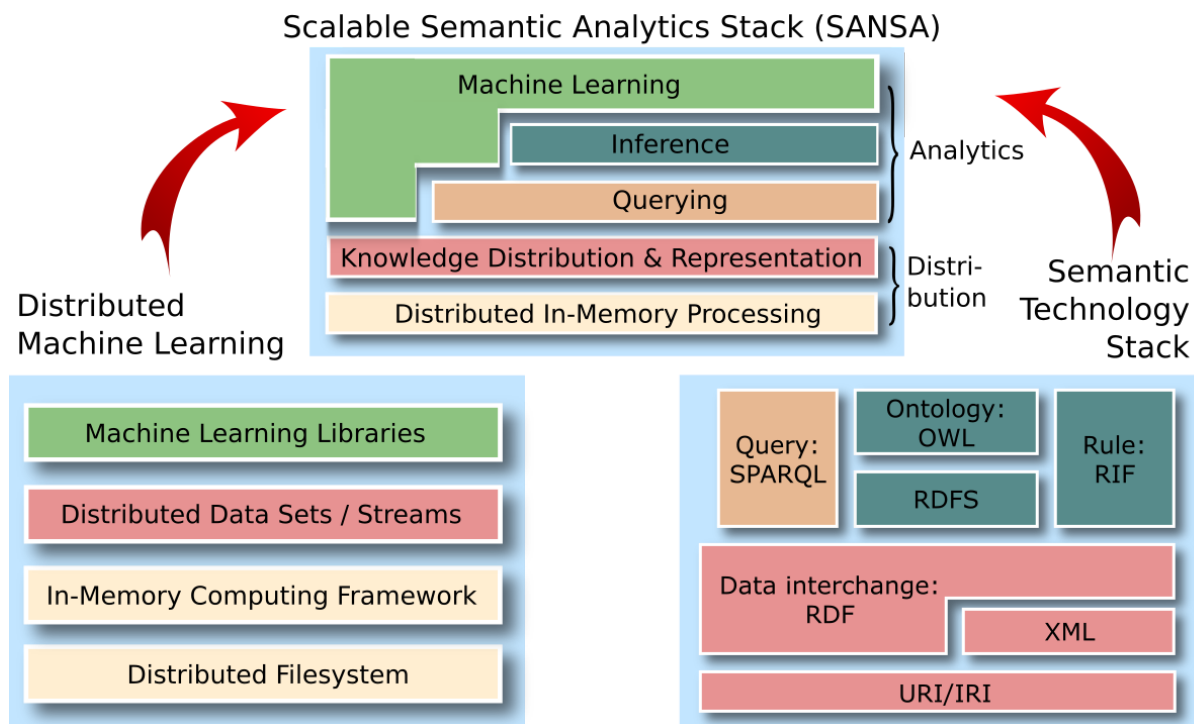 Scalable Semantic Analytics Stack (SANSA)
Machine Learning
Inference
Querying
Analytics
Knowledge Distribution & Representation
Distributed In-Memory Processing
Distri-
bution
Distributed
Machine Learning
Semantic
Technology
Stack
Machine Learning Libraries
Distributed Data Sets / Streams
In-Memory Computing Framework
Distributed Filesystem
Query:
SPARQL
Ontology:
OWL
RDFS
Rule:
RIF
Data interchange:
RDF
XML
URI/IRI